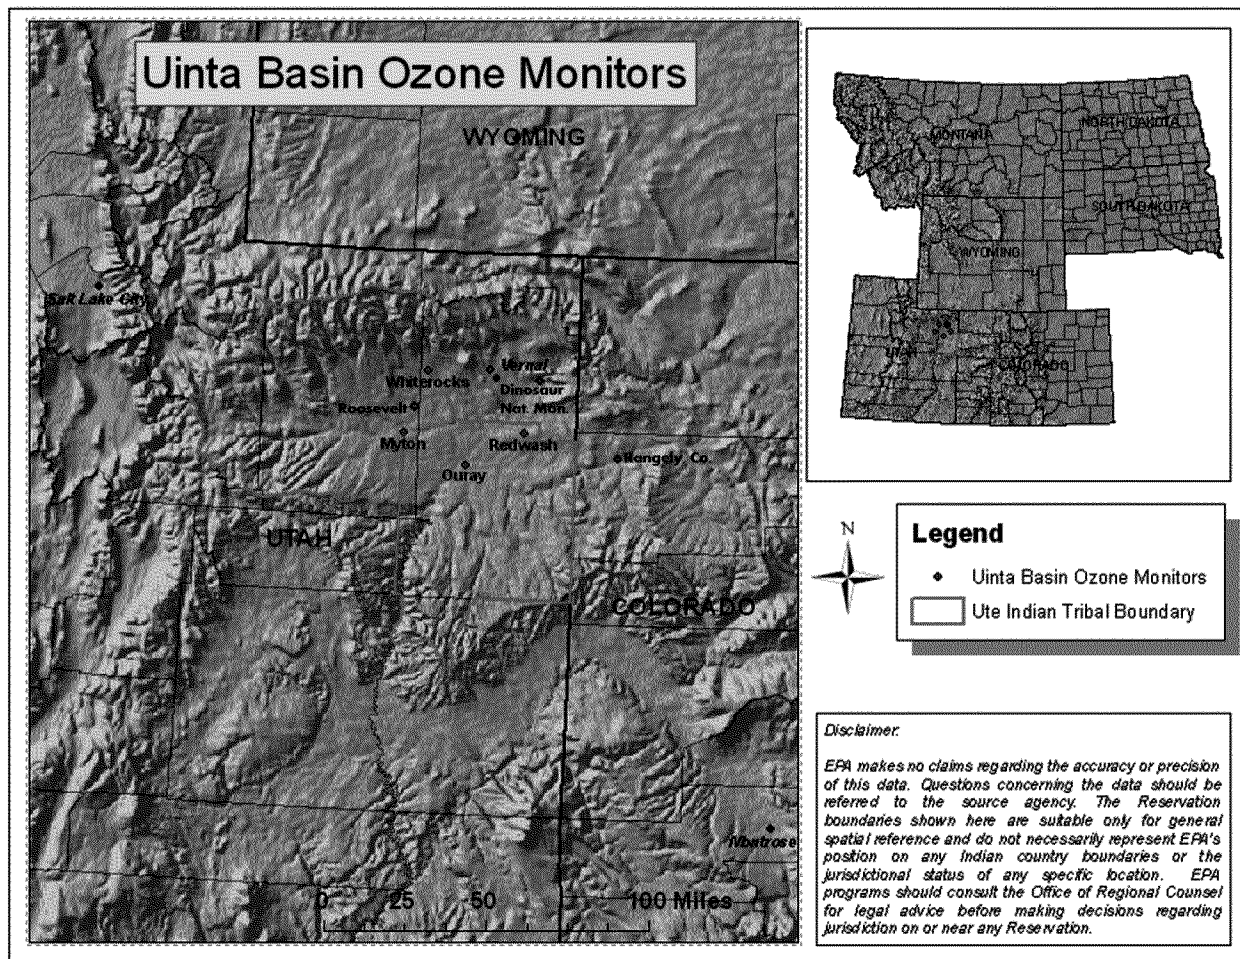 Uinta Basin Ozone Monitors
WYOMING
Salt Lake City
Vernal
Whiterocks
Dinosaur
Nat. Mon.
Roosevelt
Myton
Redwash
Rangely, Co.
Ouray
UTAH
COLORADO
0 25 50 100 Miles
MONTANA
NORTH DAKOTA
SOUTH DAKOTA
WYOMING
UTAH
COLORADO
N
Legend
Uinta Basin Ozone Monitors
Ute Indian Tribal Boundary
Disclaimer:
EPA makes no claims regarding the accuracy or precision
of this data. Questions concerning the data should be
referred to the source agency. The Reservation
boundaries shown here are suitable only for general
spatial reference and do not necessarily represent EPA's
position on any Indian country boundaries or the
jurisdictional status of any specific location. EPA
programs should consult the Office of Regional Counsel
for legal advice before making decisions regarding
jurisdiction on or near any Reservation.